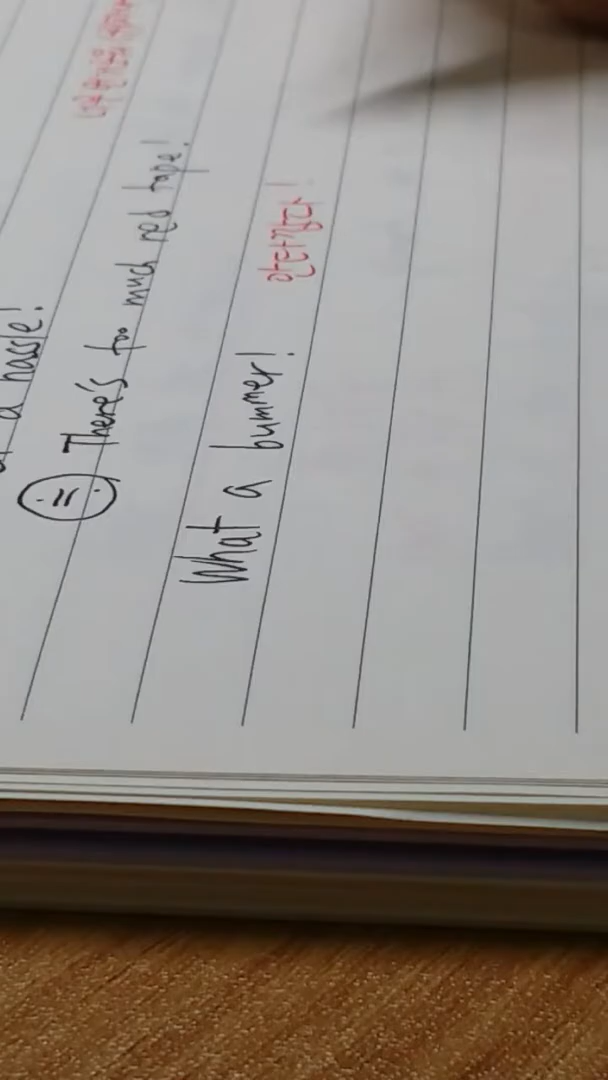 a hassle!
There's too much red tape!
What a bummer! 안타깝다!